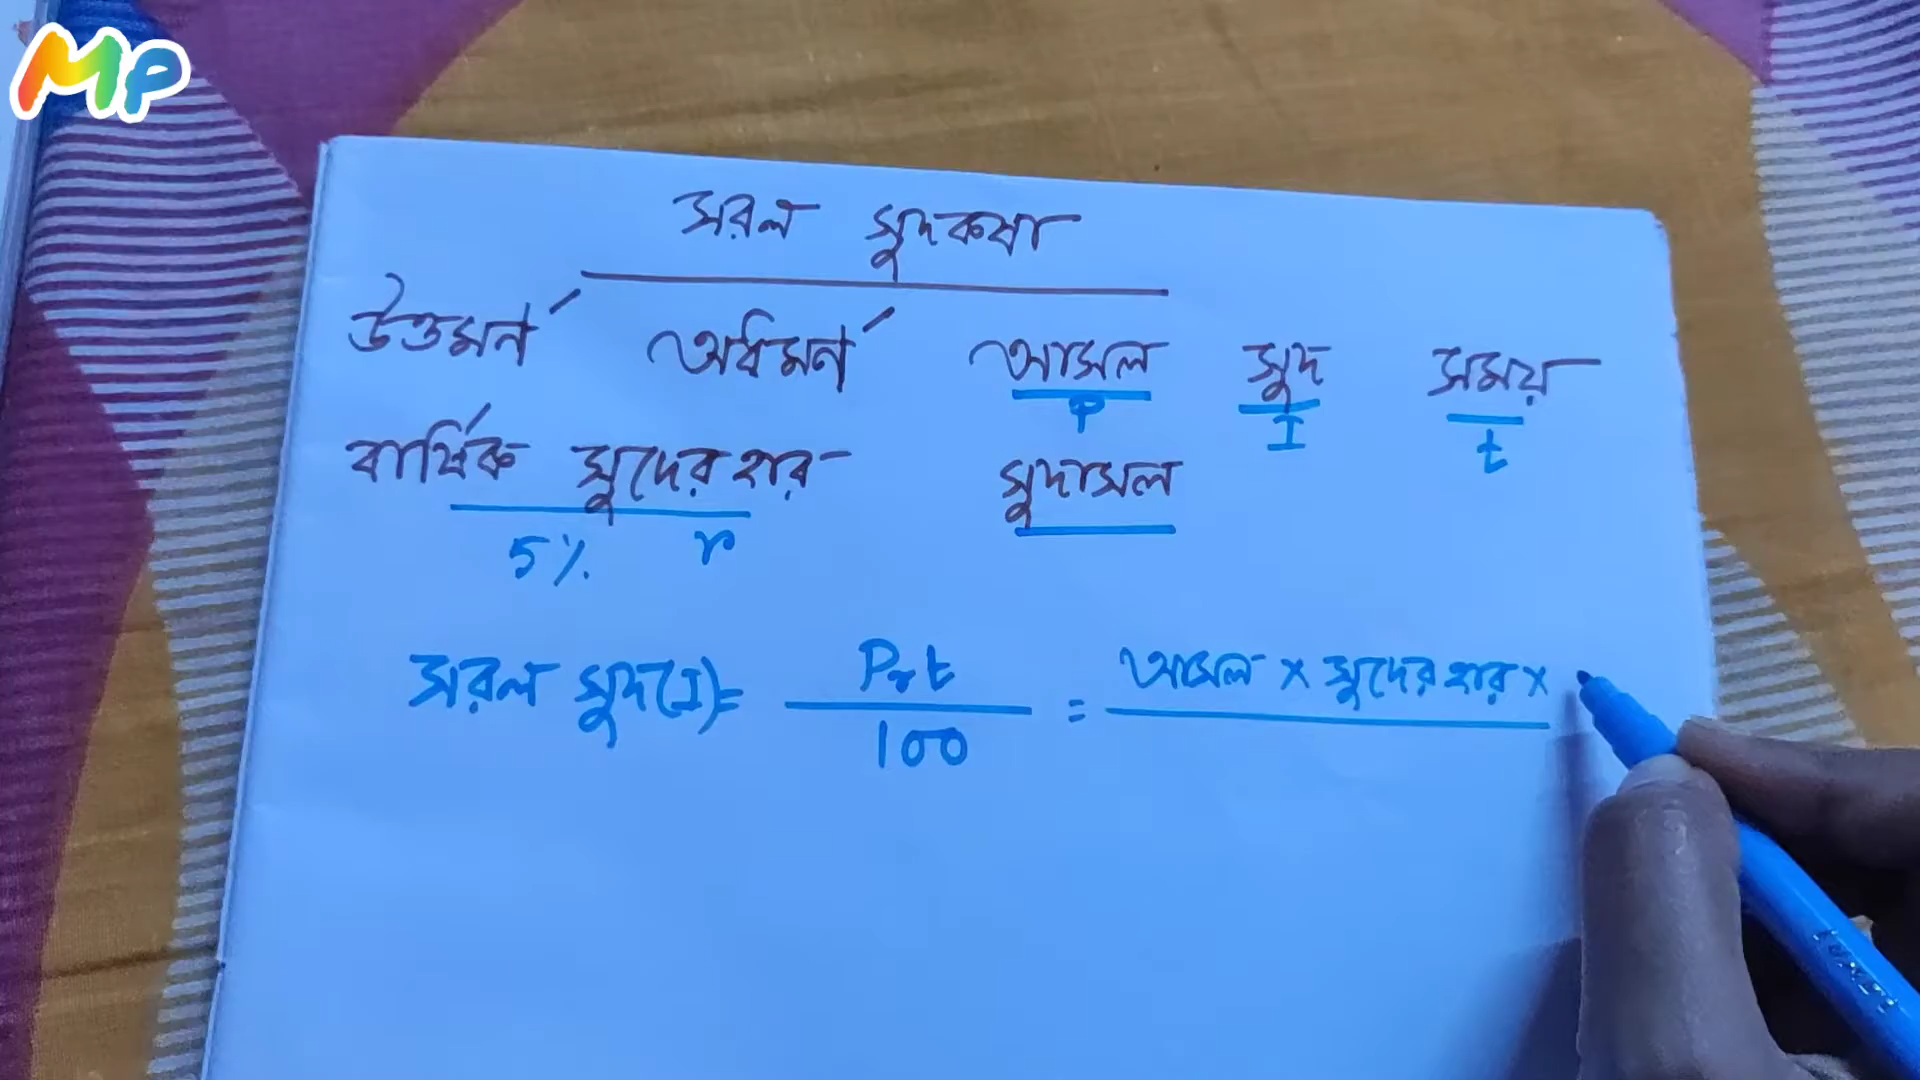 MP
সরল সুদকষা
উত্তমর্ণ অধমর্ণ আসল সুদ সময়
P I t
বার্ষিক সুদের হার সুদাসল
5% r
সরল সুদ (I) = Prt / 100 = আসল × সুদের হার ×